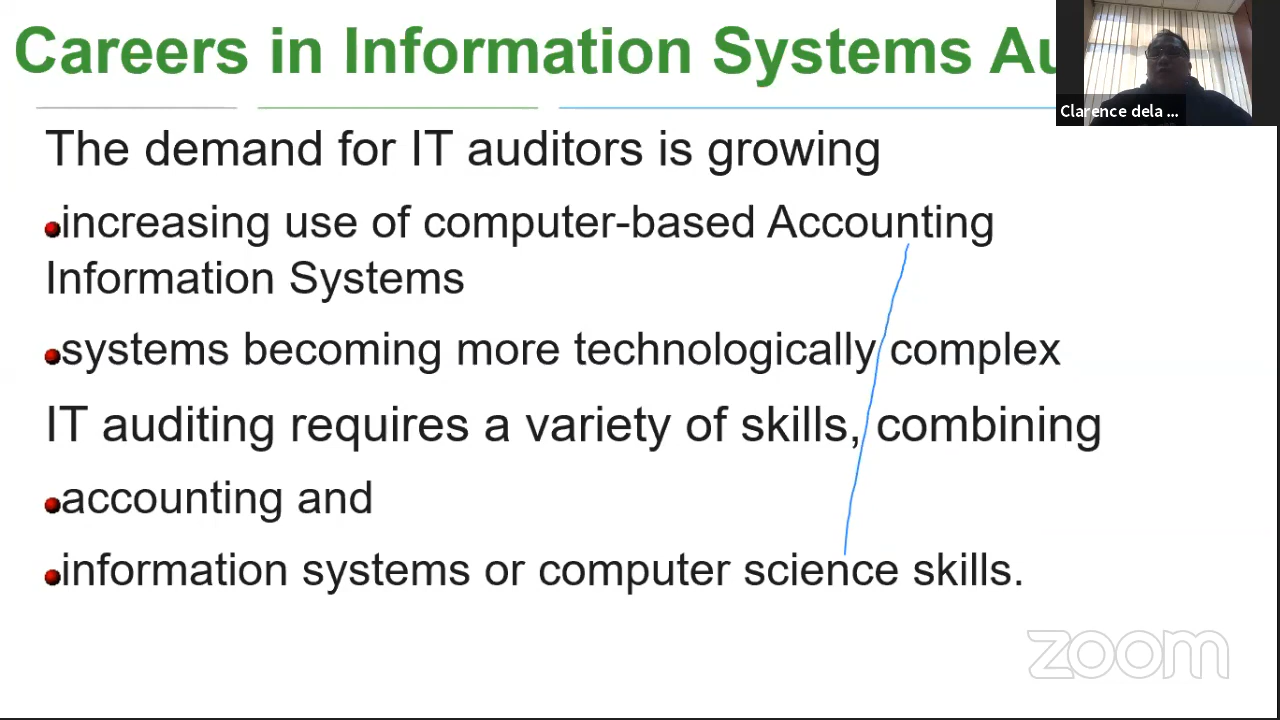 Careers in Information Systems Au
Clarence dela ...
The demand for IT auditors is growing
increasing use of computer-based Accounting
Information Systems
systems becoming more technologically complex
IT auditing requires a variety of skills, combining
accounting and
information systems or computer science skills.
zoom